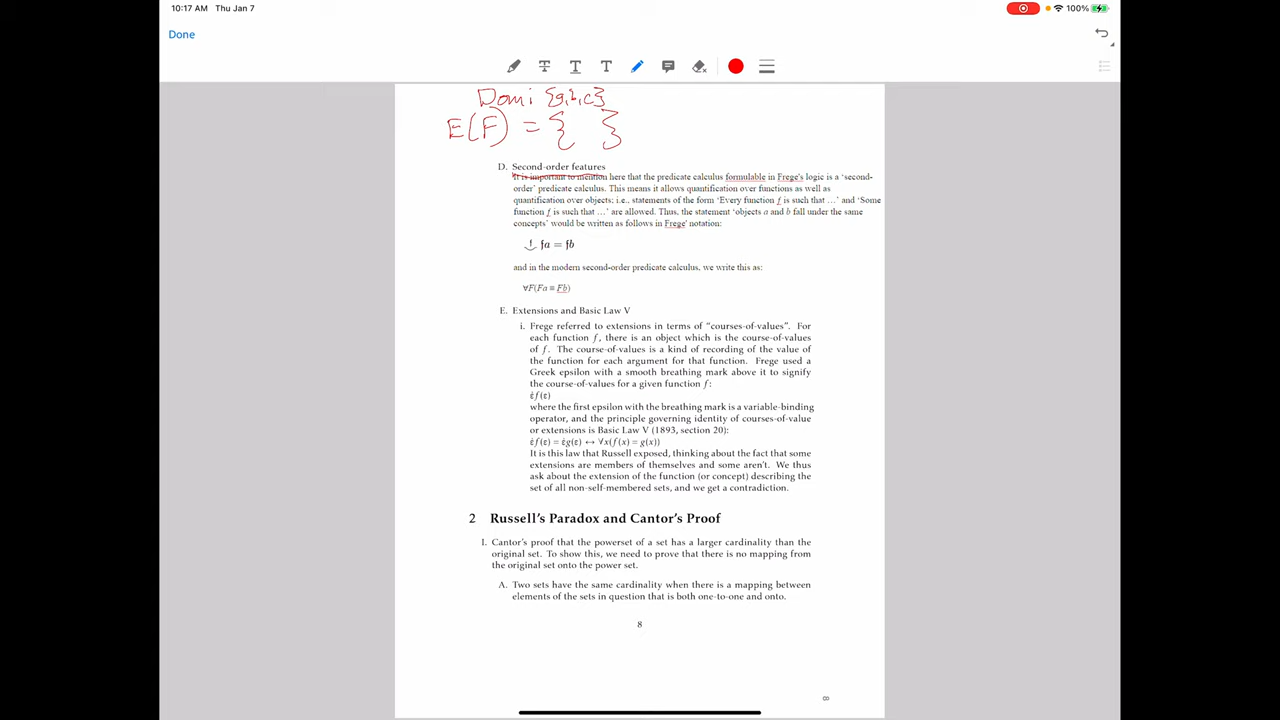 10:17 AM Thu Jan 7
100%
Done
Dom: {a, b, c}
E(F) = { }
D. Second-order features
It is important to mention here that the predicate calculus formulable in Frege's logic is a 'second-
order' predicate calculus. This means it allows quantification over functions as well as
quantification over objects; i.e., statements of the form 'Every function f is such that …' and 'Some
function f is such that …' are allowed. Thus, the statement 'objects a and b fall under the same
concepts' would be written as follows in Frege' notation:
f fa = fb
and in the modern second-order predicate calculus, we write this as:
∀F(Fa ≡ Fb)
E. Extensions and Basic Law V
i. Frege referred to extensions in terms of "courses-of-values". For
each function f, there is an object which is the course-of-values
of f. The course-of-values is a kind of recording of the value of
the function for each argument for that function. Frege used a
Greek epsilon with a smooth breathing mark above it to signify
the course-of-values for a given function f:
ἐf(ε)
where the first epsilon with the breathing mark is a variable-binding
operator, and the principle governing identity of courses-of-value
or extensions is Basic Law V (1893, section 20):
ἐf(ε) = ἐg(ε) ↔ ∀x(f(x) = g(x))
It is this law that Russell exposed, thinking about the fact that some
extensions are members of themselves and some aren't. We thus
ask about the extension of the function (or concept) describing the
set of all non-self-membered sets, and we get a contradiction.
2 Russell's Paradox and Cantor's Proof
I. Cantor's proof that the powerset of a set has a larger cardinality than the
original set. To show this, we need to prove that there is no mapping from
the original set onto the power set.
A. Two sets have the same cardinality when there is a mapping between
elements of the sets in question that is both one-to-one and onto.
8
8